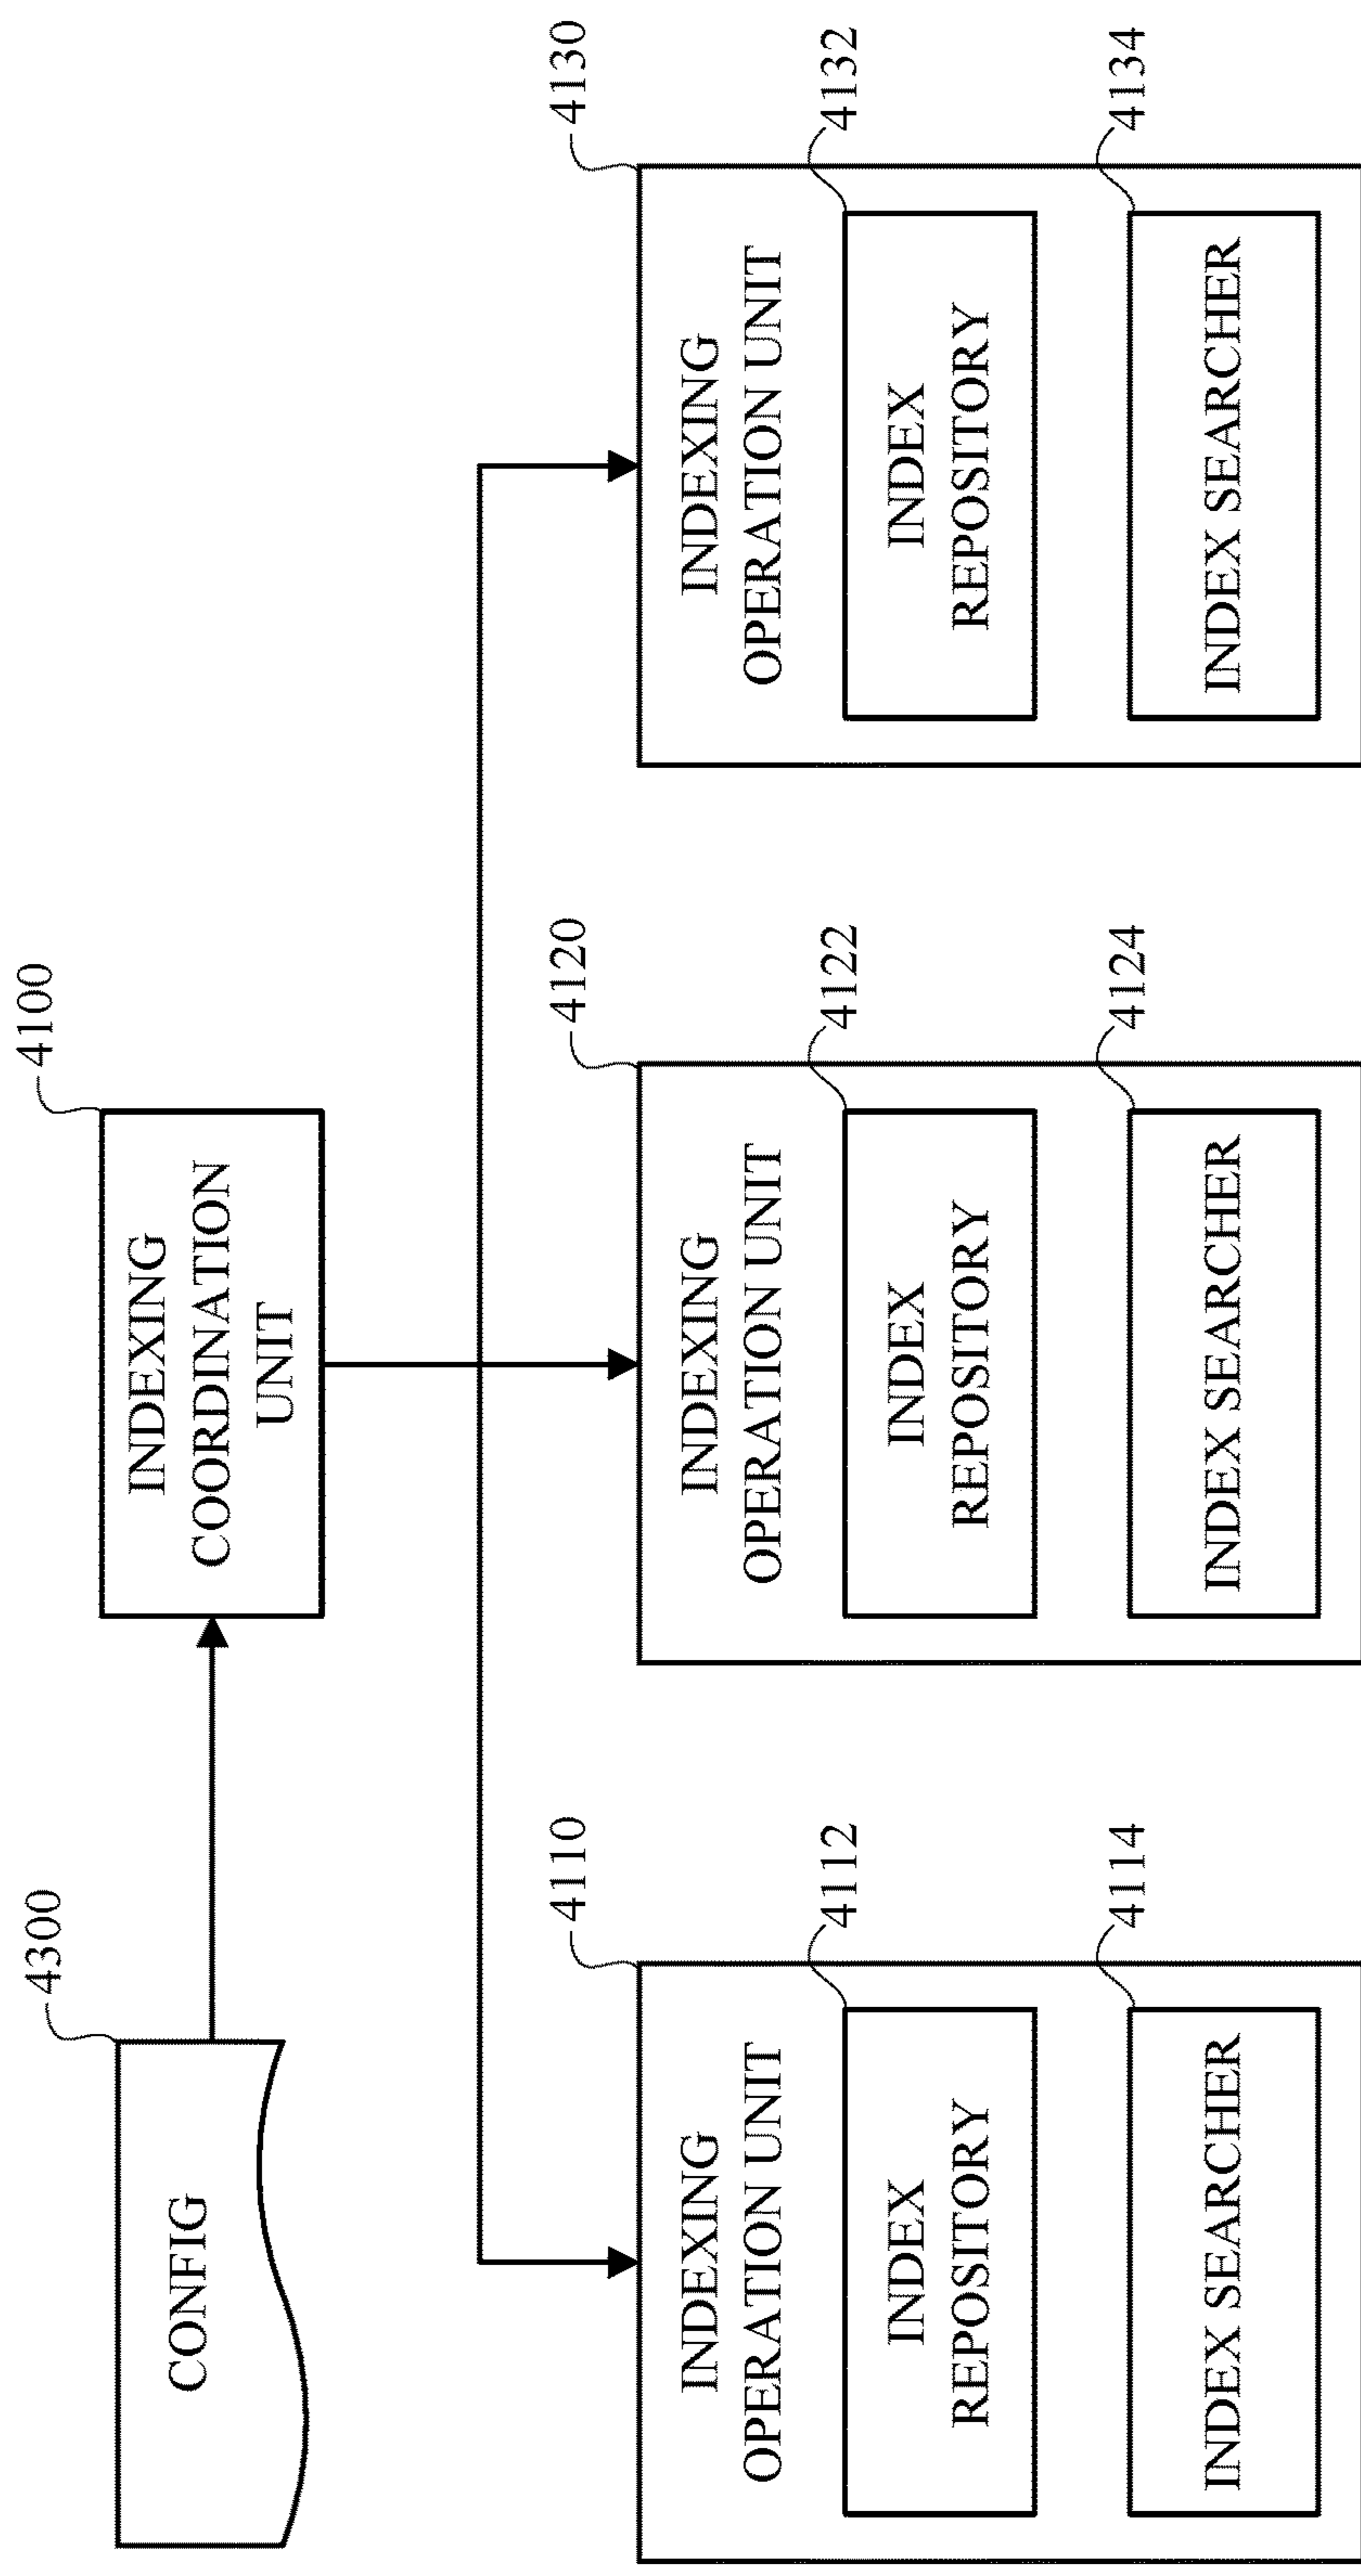 4300
CONFIG
4100
INDEXING
COORDINATION
UNIT
4110
INDEXING
OPERATION UNIT
4112
INDEX
REPOSITORY
4114
INDEX SEARCHER
4120
INDEXING
OPERATION UNIT
4122
INDEX
REPOSITORY
4124
INDEX SEARCHER
4130
INDEXING
OPERATION UNIT
4132
INDEX
REPOSITORY
4134
INDEX SEARCHER